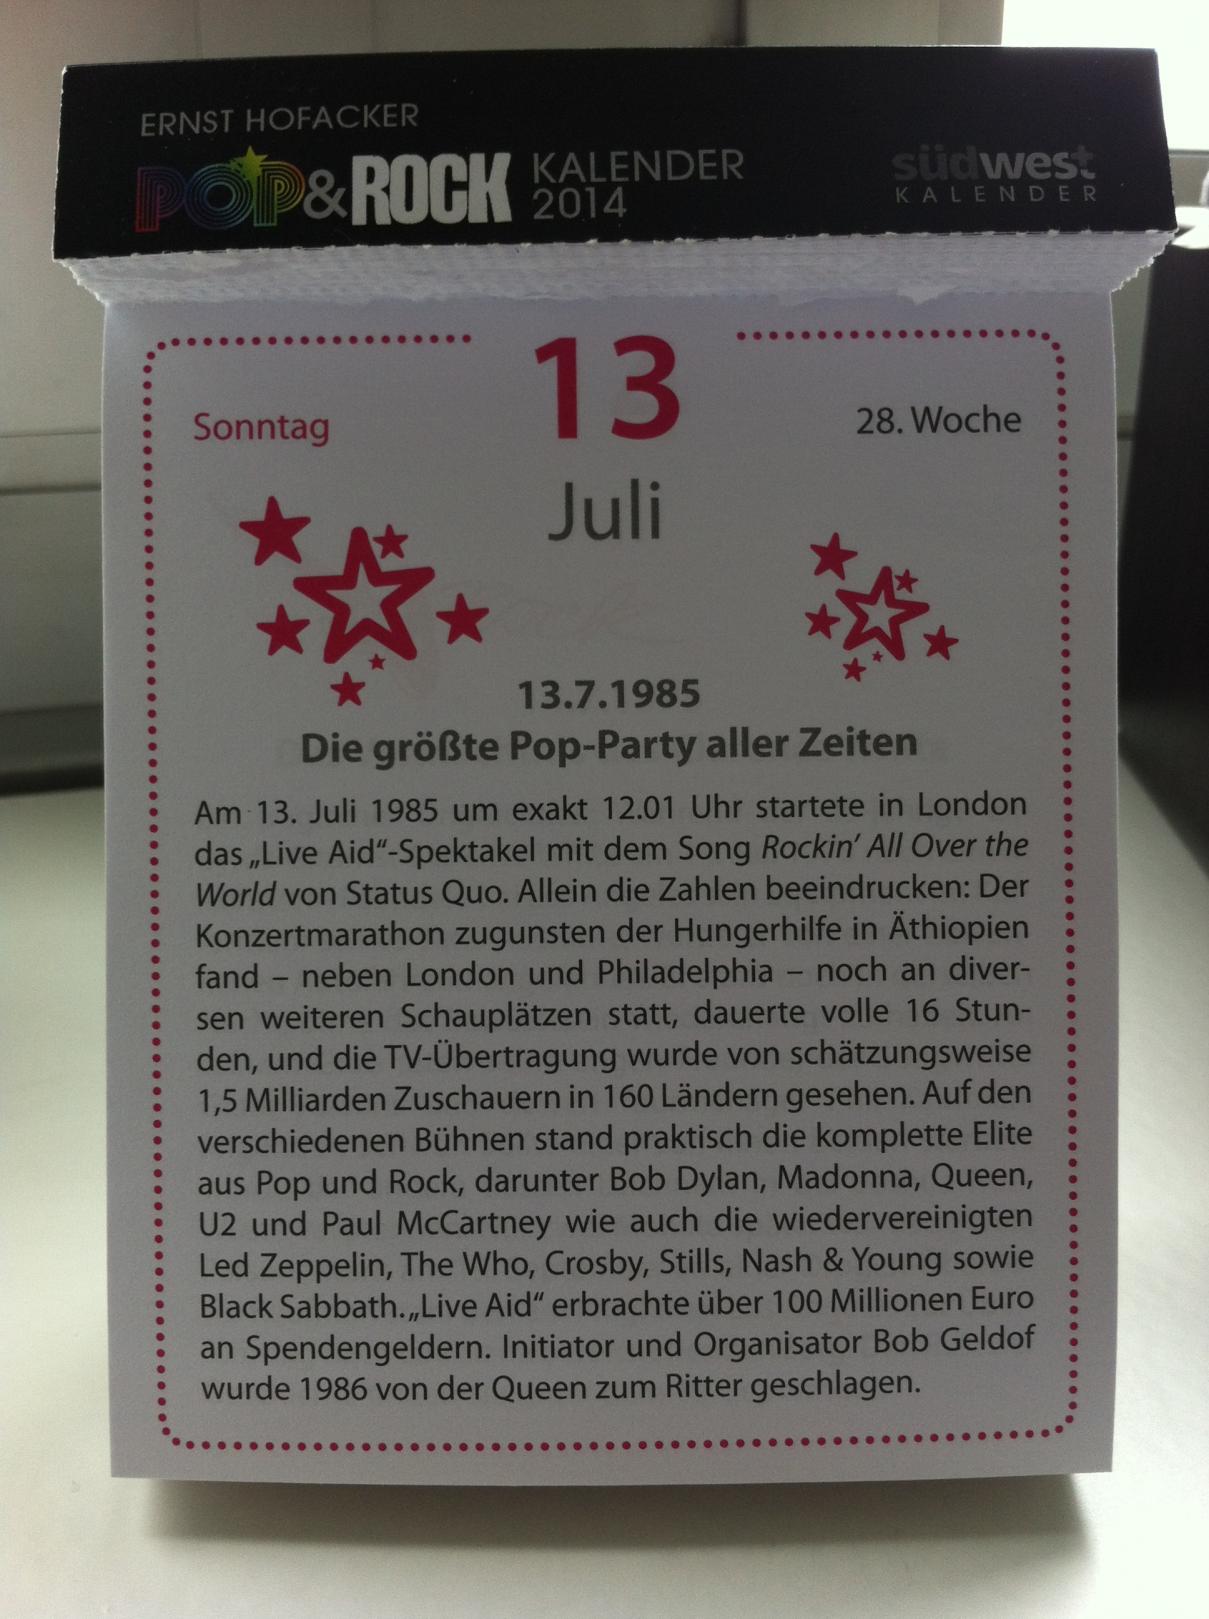 ERNST HOFACKER
POP&ROCK KALENDER 2014
südwest
KALENDER
13
Sonntag
28. Woche
Juli
13.7.1985
Die größte Pop-Party aller Zeiten
Am 13. Juli 1985 um exakt 12.01 Uhr startete in London
das „Live Aid“-Spektakel mit dem Song Rockin’ All Over the
World von Status Quo. Allein die Zahlen beeindrucken: Der
Konzertmarathon zugunsten der Hungerhilfe in Äthiopien
fand – neben London und Philadelphia – noch an diver-
sen weiteren Schauplätzen statt, dauerte volle 16 Stun-
den, und die TV-Übertragung wurde von schätzungsweise
1,5 Milliarden Zuschauern in 160 Ländern gesehen. Auf den
verschiedenen Bühnen stand praktisch die komplette Elite
aus Pop und Rock, darunter Bob Dylan, Madonna, Queen,
U2 und Paul McCartney wie auch die wiedervereinigten
Led Zeppelin, The Who, Crosby, Stills, Nash & Young sowie
Black Sabbath. „Live Aid“ erbrachte über 100 Millionen Euro
an Spendengeldern. Initiator und Organisator Bob Geldof
wurde 1986 von der Queen zum Ritter geschlagen.